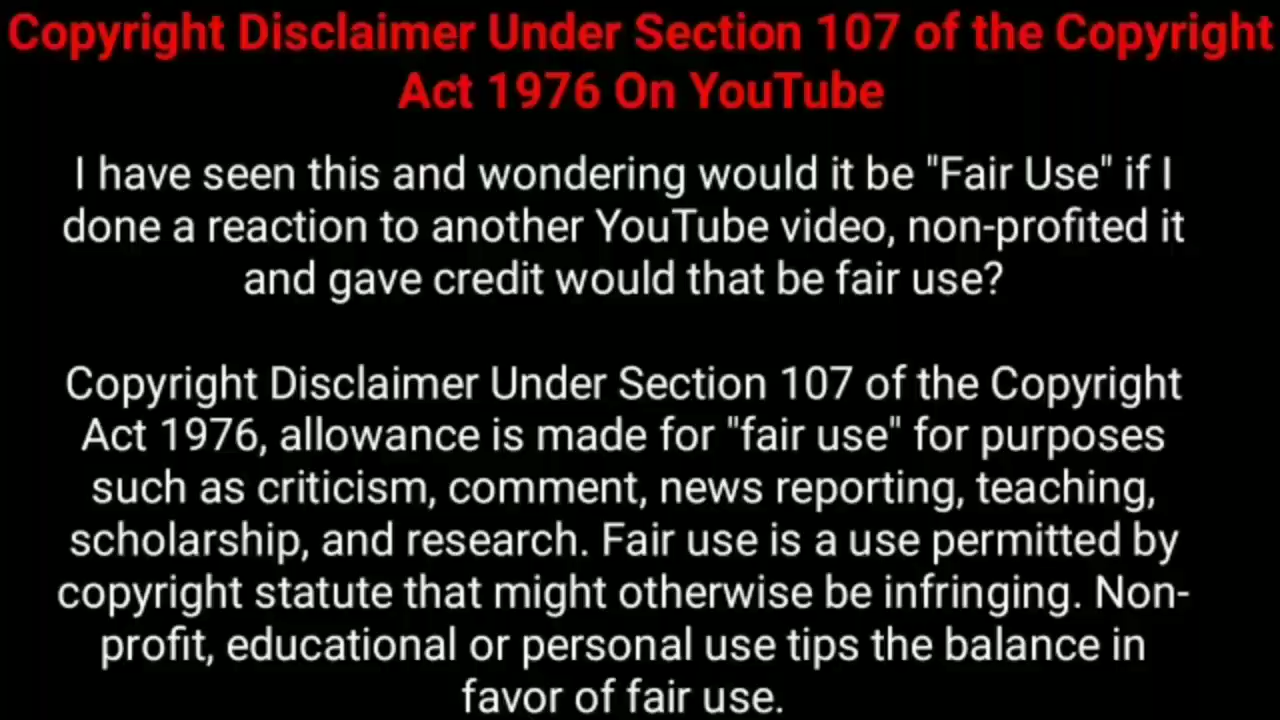 Copyright Disclaimer Under Section 107 of the Copyright
Act 1976 On YouTube
I have seen this and wondering would it be "Fair Use" if I
done a reaction to another YouTube video, non-profited it
and gave credit would that be fair use?
Copyright Disclaimer Under Section 107 of the Copyright
Act 1976, allowance is made for "fair use" for purposes
such as criticism, comment, news reporting, teaching,
scholarship, and research. Fair use is a use permitted by
copyright statute that might otherwise be infringing. Non-
profit, educational or personal use tips the balance in
favor of fair use.